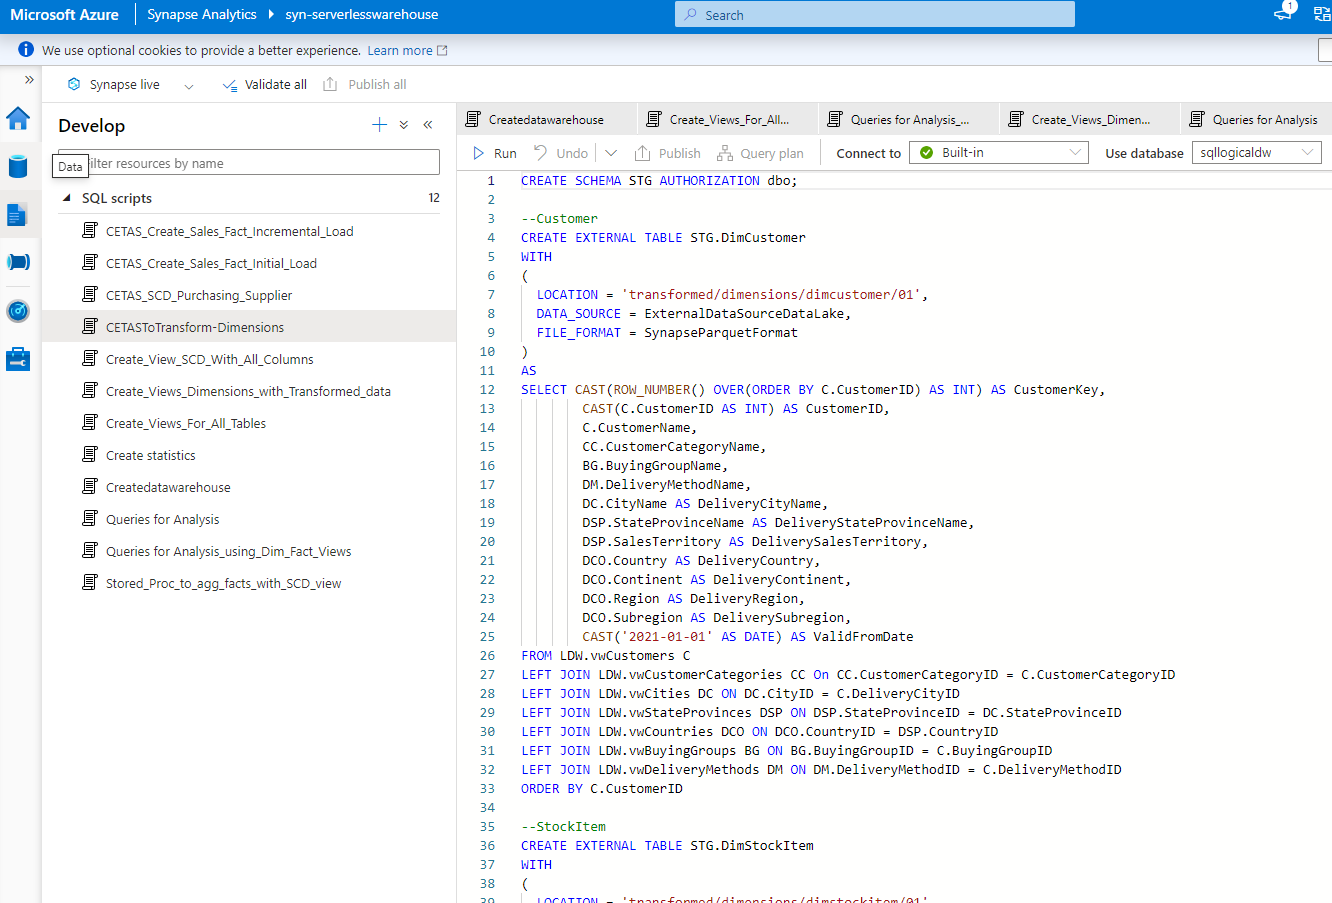 Microsoft Azure
Synapse Analytics
syn-serverlesswarehouse
Search
1
We use optional cookies to provide a better experience. Learn more
Synapse live
Validate all
Publish all
Develop
Data
ilter resources by name
SQL scripts
12
CETAS_Create_Sales_Fact_Incremental_Load
CETAS_Create_Sales_Fact_Initial_Load
CETAS_SCD_Purchasing_Supplier
CETASToTransform-Dimensions
Create_View_SCD_With_All_Columns
Create_Views_Dimensions_with_Transformed_data
Create_Views_For_All_Tables
Create statistics
Createdatawarehouse
Queries for Analysis
Queries for Analysis_using_Dim_Fact_Views
Stored_Proc_to_agg_facts_with_SCD_view
Createdatawarehouse
Create_Views_For_All...
Queries for Analysis_...
Create_Views_Dimen...
Queries for Analysis
Run
Undo
Publish
Query plan
Connect to
Built-in
Use database
sqllogicaldw
1 CREATE SCHEMA STG AUTHORIZATION dbo;
2
3 --Customer
4 CREATE EXTERNAL TABLE STG.DimCustomer
5 WITH
6 (
7 LOCATION = 'transformed/dimensions/dimcustomer/01',
8 DATA_SOURCE = ExternalDataSourceDataLake,
9 FILE_FORMAT = SynapseParquetFormat
10 )
11 AS
12 SELECT CAST(ROW_NUMBER() OVER(ORDER BY C.CustomerID) AS INT) AS CustomerKey,
13 CAST(C.CustomerID AS INT) AS CustomerID,
14 C.CustomerName,
15 CC.CustomerCategoryName,
16 BG.BuyingGroupName,
17 DM.DeliveryMethodName,
18 DC.CityName AS DeliveryCityName,
19 DSP.StateProvinceName AS DeliveryStateProvinceName,
20 DSP.SalesTerritory AS DeliverySalesTerritory,
21 DCO.Country AS DeliveryCountry,
22 DCO.Continent AS DeliveryContinent,
23 DCO.Region AS DeliveryRegion,
24 DCO.Subregion AS DeliverySubregion,
25 CAST('2021-01-01' AS DATE) AS ValidFromDate
26 FROM LDW.vwCustomers C
27 LEFT JOIN LDW.vwCustomerCategories CC On CC.CustomerCategoryID = C.CustomerCategoryID
28 LEFT JOIN LDW.vwCities DC ON DC.CityID = C.DeliveryCityID
29 LEFT JOIN LDW.vwStateProvinces DSP ON DSP.StateProvinceID = DC.StateProvinceID
30 LEFT JOIN LDW.vwCountries DCO ON DCO.CountryID = DSP.CountryID
31 LEFT JOIN LDW.vwBuyingGroups BG ON BG.BuyingGroupID = C.BuyingGroupID
32 LEFT JOIN LDW.vwDeliveryMethods DM ON DM.DeliveryMethodID = C.DeliveryMethodID
33 ORDER BY C.CustomerID
34
35 --StockItem
36 CREATE EXTERNAL TABLE STG.DimStockItem
37 WITH
38 (
39 LOCATION = 'transformed/dimensions/dimstockitem/01'